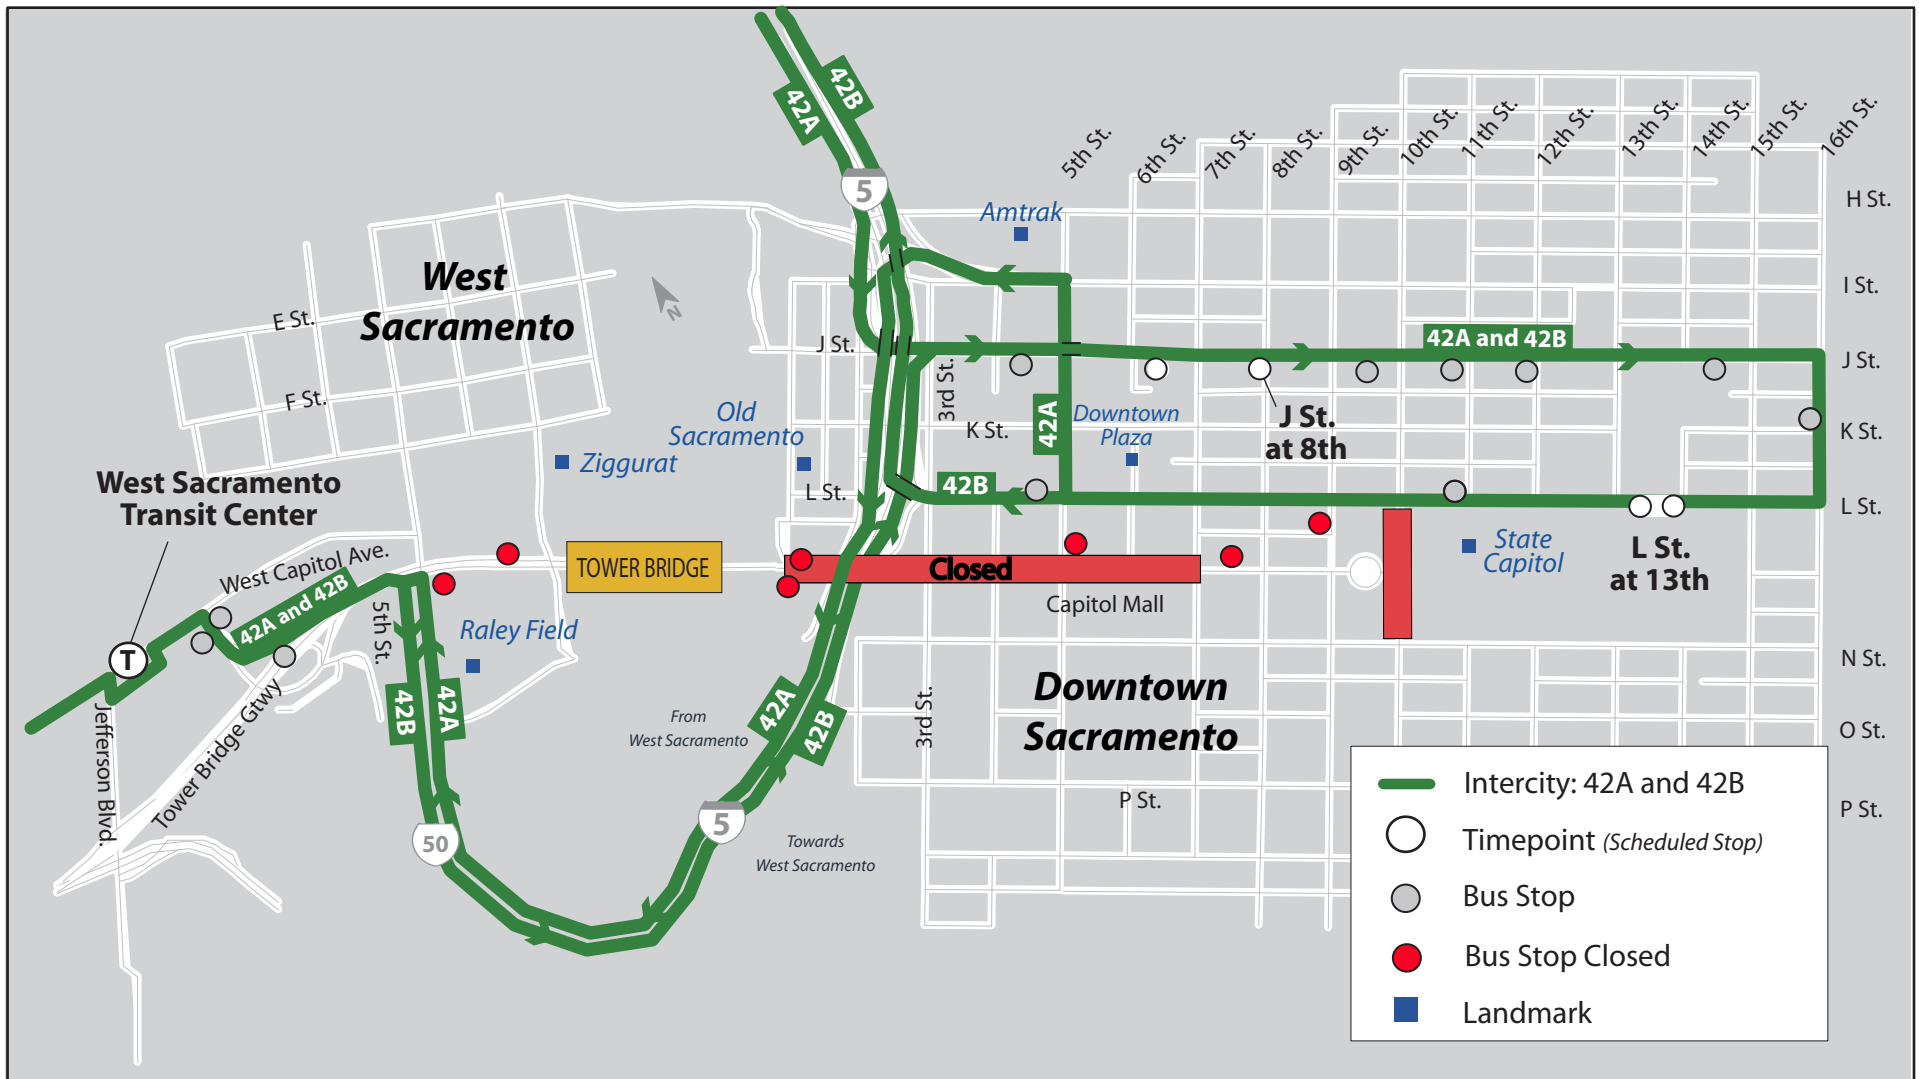 42A
42B
5
5th St.
6th St.
7th St.
8th St.
9th St.
10th St.
11th St.
12th St.
13th St.
14th St.
15th St.
16th St.
H St.
Amtrak
West
Sacramento
N
I St.
E St.
J St.
42A and 42B
J St.
F St.
3rd St.
Old
Sacramento
K St.
42A
Downtown
Plaza
J St.
at 8th
K St.
Ziggurat
West Sacramento
Transit Center
L St.
42B
L St.
State
Capitol
L St.
at 13th
West Capitol Ave.
TOWER BRIDGE
Closed
Capitol Mall
42A and 42B
5th St.
Raley Field
T
N St.
Jefferson Blvd.
Tower Bridge Gtwy
42B
42A
From
West Sacramento
42A
42B
3rd St.
Downtown
Sacramento
O St.
P St.
P St.
5
50
Towards
West Sacramento
Intercity: 42A and 42B
Timepoint (Scheduled Stop)
Bus Stop
Bus Stop Closed
Landmark